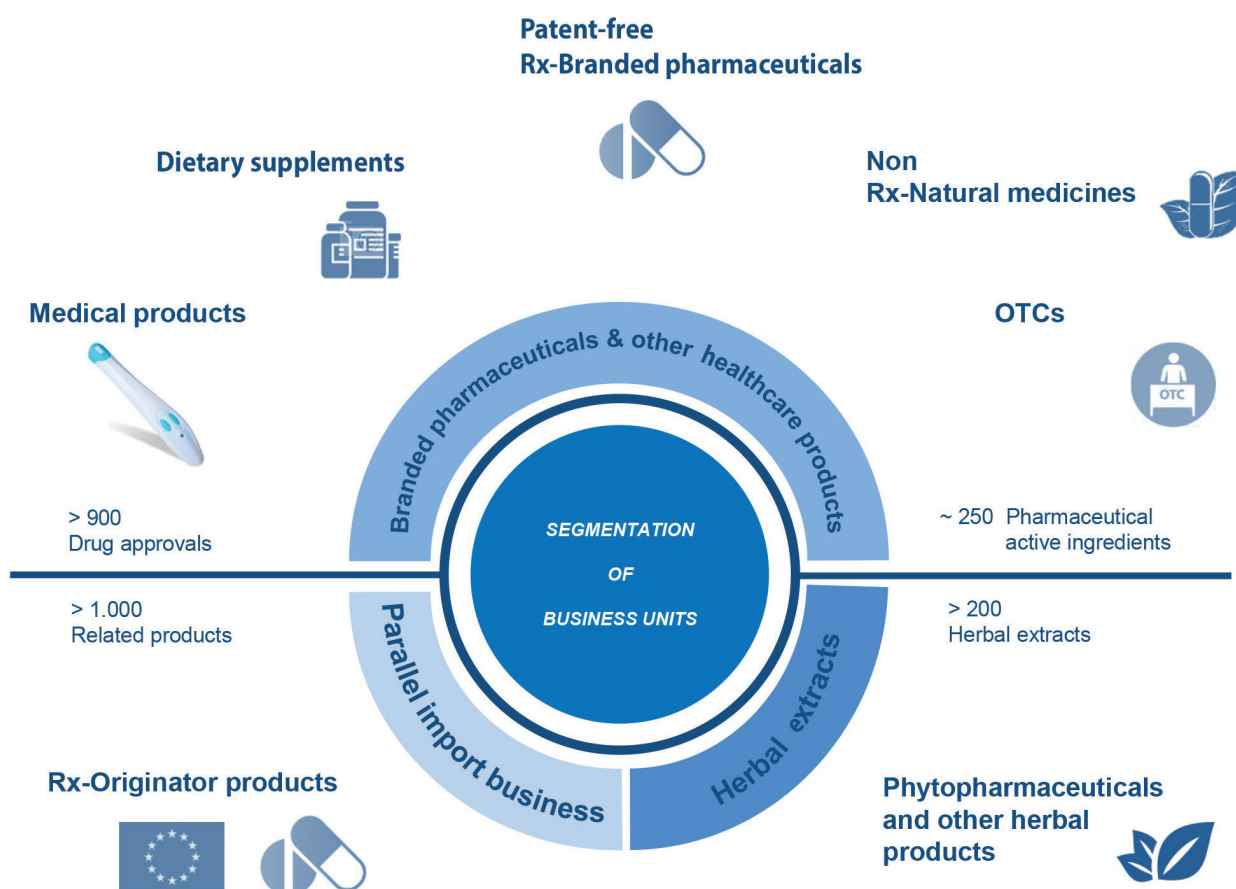 Patent-free
Rx-Branded pharmaceuticals
Dietary supplements
Non
Rx-Natural medicines
Medical products
OTCs
OTC
Branded pharmaceuticals & other healthcare products
> 900
Drug approvals
~ 250 Pharmaceutical
active ingredients
SEGMENTATION
OF
BUSINESS UNITS
> 1.000
Related products
> 200
Herbal extracts
Parallel import business
Herbal extracts
Rx-Originator products
Phytopharmaceuticals
and other herbal
products